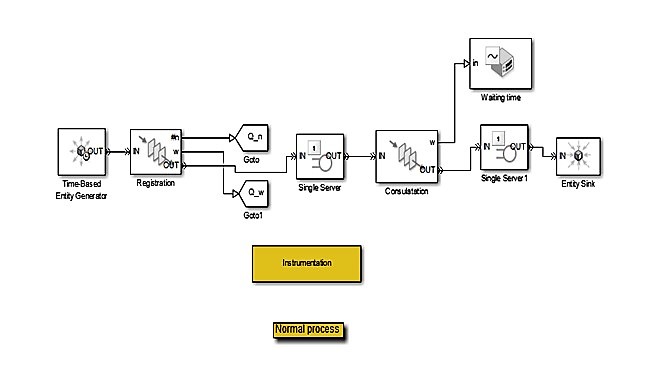 in
Waiting time
OUT
Time-Based
Entity Generator
IN
#n
w
OUT
Registration
Q_n
Goto
Q_w
Goto1
1
IN
OUT
Single Server
IN
w
OUT
Consulatation
1
IN
OUT
Single Server1
IN
Entity Sink
Instrumentation
Normal process